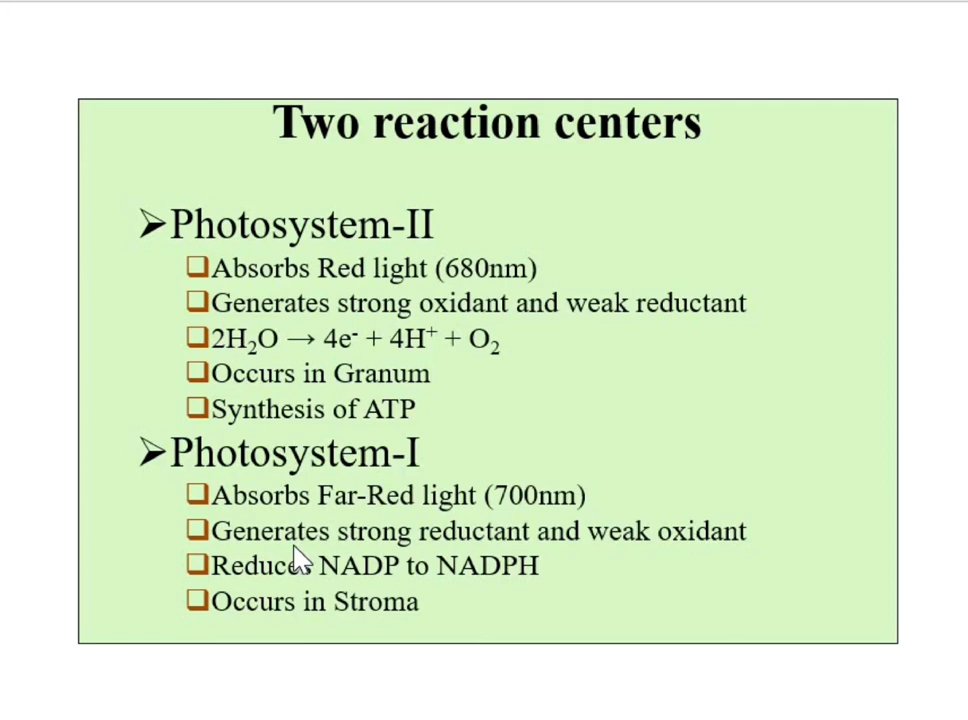 Two reaction centers
➢Photosystem-II
❑Absorbs Red light (680nm)
❑Generates strong oxidant and weak reductant
❑2H₂O → 4e⁻ + 4H⁺ + O₂
❑Occurs in Granum
❑Synthesis of ATP
➢Photosystem-I
❑Absorbs Far-Red light (700nm)
❑Generates strong reductant and weak oxidant
❑Reduces NADP to NADPH
❑Occurs in Stroma